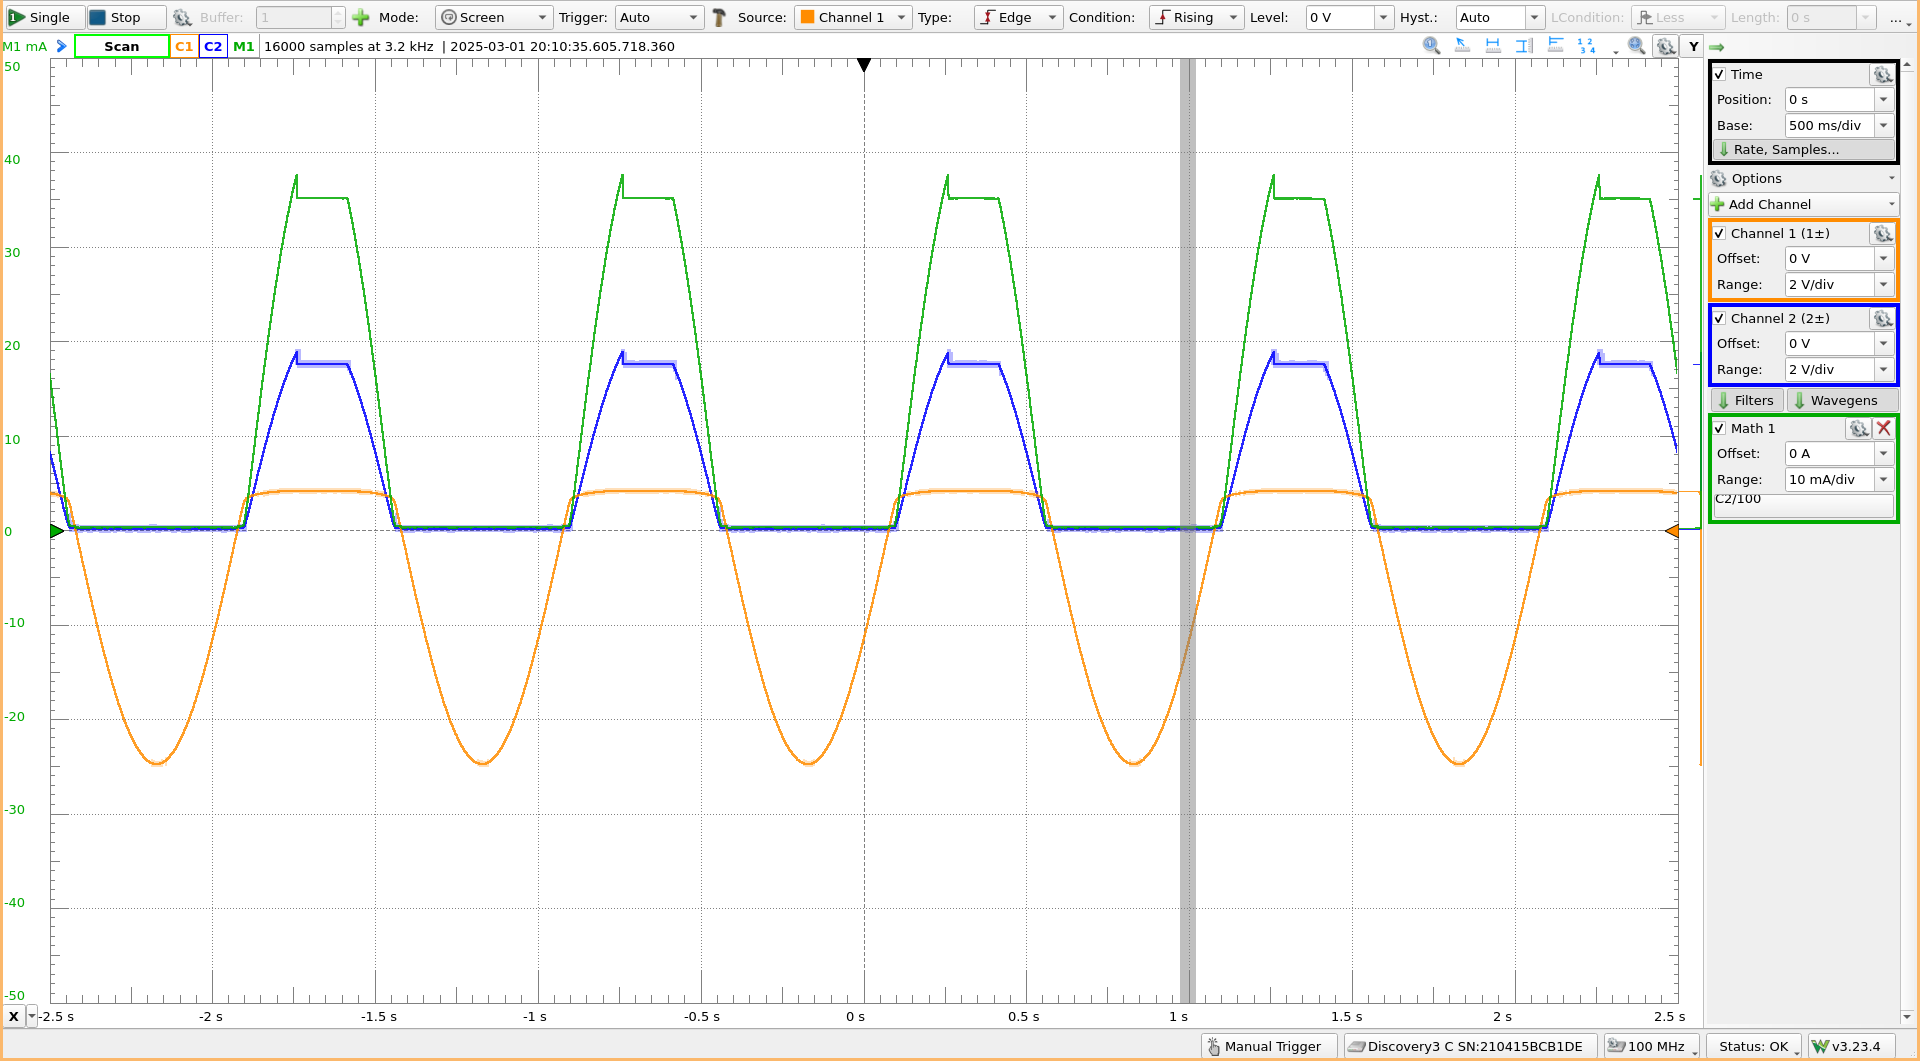 Single Stop Buffer: 1 Mode: Screen Trigger: Auto Source: Channel 1 Type: Edge Condition: Rising Level: 0 V Hyst.: Auto LCondition: Less Length: 0 s ...
M1 mA Scan C1 C2 M1 16000 samples at 3.2 kHz | 2025-03-01 20:10:35.605.718.360 Y
50
40
30
20
10
0
-10
-20
-30
-40
-50
X -2.5 s -2 s -1.5 s -1 s -0.5 s 0 s 0.5 s 1 s 1.5 s 2 s 2.5 s
Time
Position: 0 s
Base: 500 ms/div
Rate, Samples...
Options
Add Channel
Channel 1 (1±)
Offset: 0 V
Range: 2 V/div
Channel 2 (2±)
Offset: 0 V
Range: 2 V/div
Filters Wavegens
Math 1
Offset: 0 A
Range: 10 mA/div
C2/100
Manual Trigger Discovery3 C SN:210415BCB1DE 100 MHz Status: OK v3.23.4